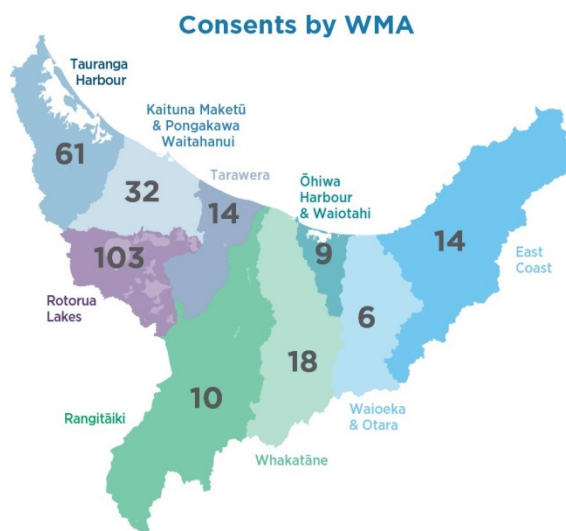 Consents by WMA
Tauranga
Harbour
61
Kaituna Maketū
& Pongakawa
Waitahanui
32
Tarawera
14
Ōhiwa
Harbour
& Waiotahi
9
14
East
Coast
103
Rotorua
Lakes
6
Waioeka
& Otara
18
Whakatāne
10
Rangitāiki